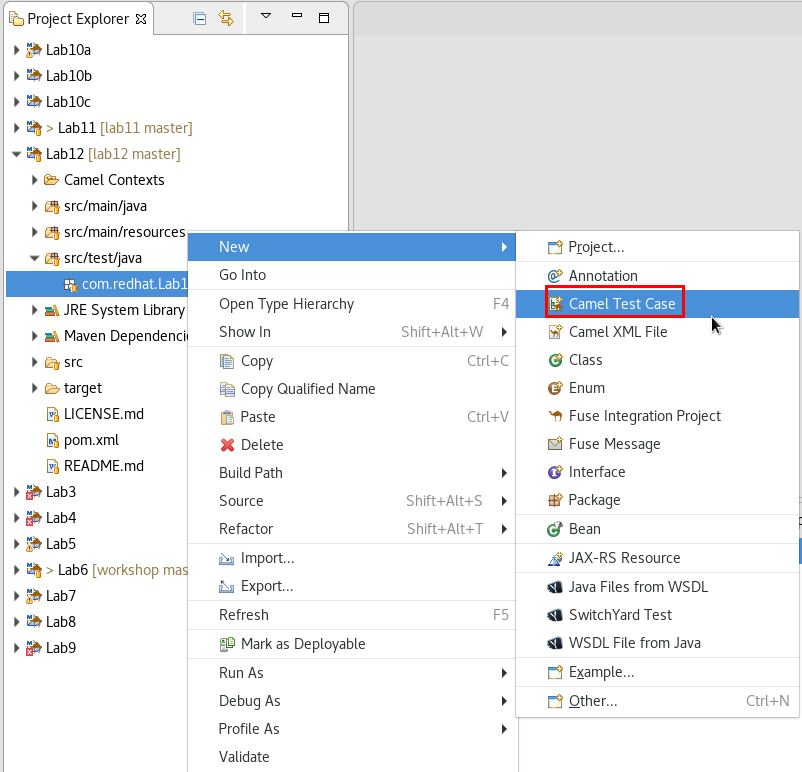 Project Explorer
Lab10a
Lab10b
Lab10c
> Lab11 [lab11 master]
Lab12 [lab12 master]
Camel Contexts
src/main/java
src/main/resources
src/test/java
com.redhat.Lab1
JRE System Library
Maven Dependenci
src
target
LICENSE.md
pom.xml
README.md
Lab3
Lab4
Lab5
> Lab6 [workshop mas
Lab7
Lab8
Lab9
New
Go Into
Open Type Hierarchy F4
Show In Shift+Alt+W
Copy Ctrl+C
Copy Qualified Name
Paste Ctrl+V
Delete
Build Path
Source Shift+Alt+S
Refactor Shift+Alt+T
Import...
Export...
Refresh F5
Mark as Deployable
Run As
Debug As
Profile As
Validate
Project...
Annotation
Camel Test Case
Camel XML File
Class
Enum
Fuse Integration Project
Fuse Message
Interface
Package
Bean
JAX-RS Resource
Java Files from WSDL
SwitchYard Test
WSDL File from Java
Example...
Other... Ctrl+N